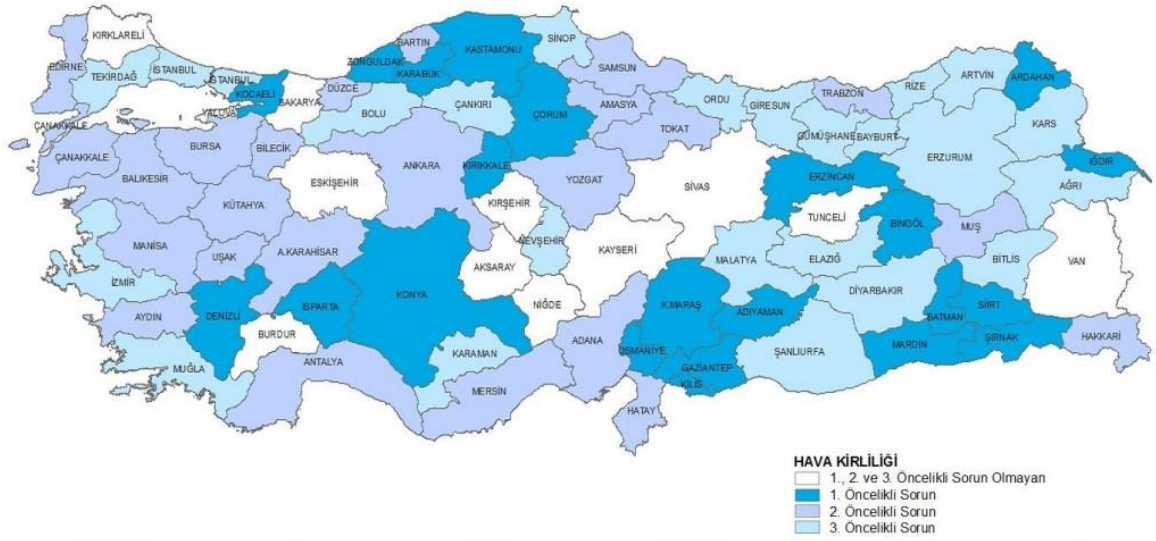 KIRKLARELİ
EDİRNE
TEKİRDAĞ
İSTANBUL
İSTANBUL
KOCAELİ
YALOVA
SAKARYA
DÜZCE
ZONGULDAK
BARTIN
KARABÜK
KASTAMONU
SİNOP
SAMSUN
ÇANAKKALE
ÇANAKKALE
BALIKESİR
BURSA
BİLECİK
BOLU
ÇANKIRI
ÇORUM
AMASYA
TOKAT
ORDU
GİRESUN
TRABZON
GÜMÜŞHANE
BAYBURT
RİZE
ARTVİN
ARDAHAN
KARS
ERZURUM
IĞDIR
AĞRI
ESKİŞEHİR
ANKARA
KIRIKKALE
YOZGAT
SİVAS
ERZİNCAN
TUNCELİ
BİNGÖL
MUŞ
KÜTAHYA
KIRŞEHİR
MANİSA
UŞAK
A.KARAHİSAR
NEVŞEHİR
KAYSERİ
AKSARAY
MALATYA
ELAZIĞ
BİTLİS
VAN
İZMİR
AYDIN
DENİZLİ
ISPARTA
KONYA
NİĞDE
K.MARAŞ
ADIYAMAN
DİYARBAKIR
BATMAN
SİİRT
ŞIRNAK
HAKKARİ
MARDİN
BURDUR
MUĞLA
ANTALYA
KARAMAN
MERSİN
ADANA
OSMANİYE
GAZİANTEP
KİLİS
ŞANLIURFA
HATAY
HAVA KİRLİLİĞİ
1., 2. ve 3. Öncelikli Sorun Olmayan
1. Öncelikli Sorun
2. Öncelikli Sorun
3. Öncelikli Sorun